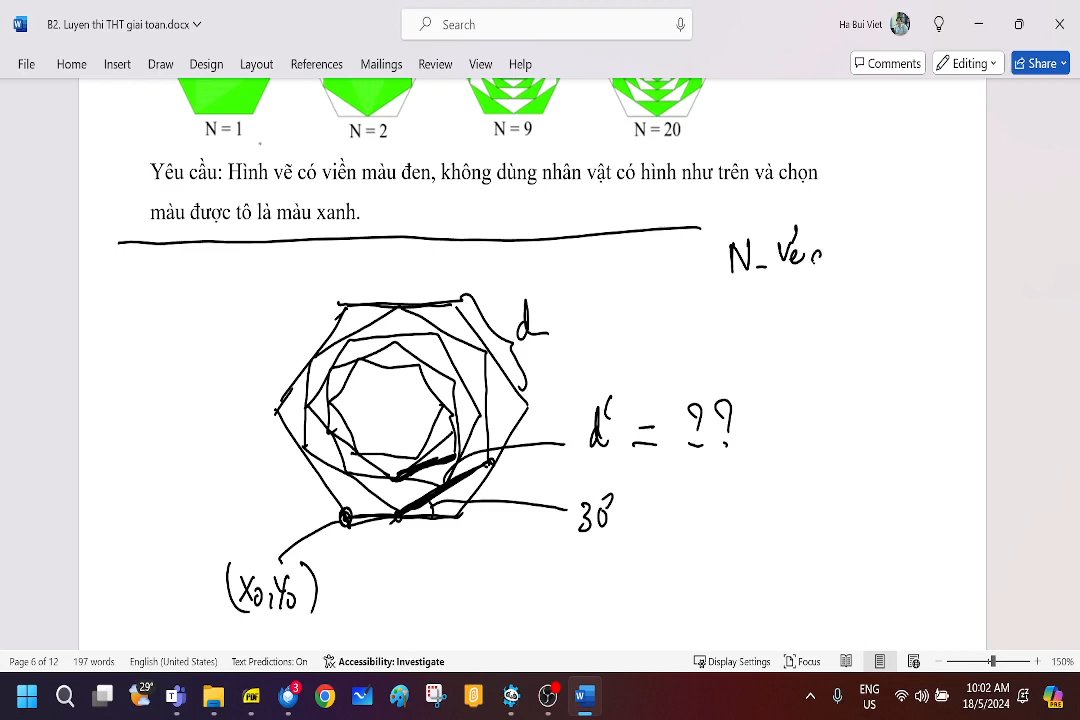 B2. Luyen thi THT giai toan.docx
Search
Ha Bui Viet
File Home Insert Draw Design Layout References Mailings Review View Help
Comments Editing Share
N = 1 N = 2 N = 9 N = 20
Yêu cầu: Hình vẽ có viền màu đen, không dùng nhân vật có hình như trên và chọn
màu được tô là màu xanh.
N-
d
d' = ??
30°
(x0, y0)
Page 6 of 12 197 words English (United States) Text Predictions: On Accessibility: Investigate Display Settings Focus 150%
29° 3 ENG 10:02 AM
US 18/5/2024
PRE